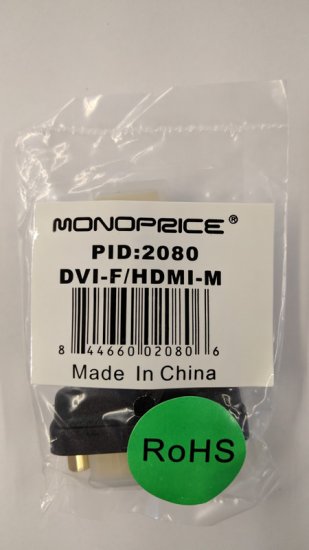 MONOPRICE®
PID:2080
DVI-F/HDMI-M
8 44660 02080 6
Made In China
RoHS